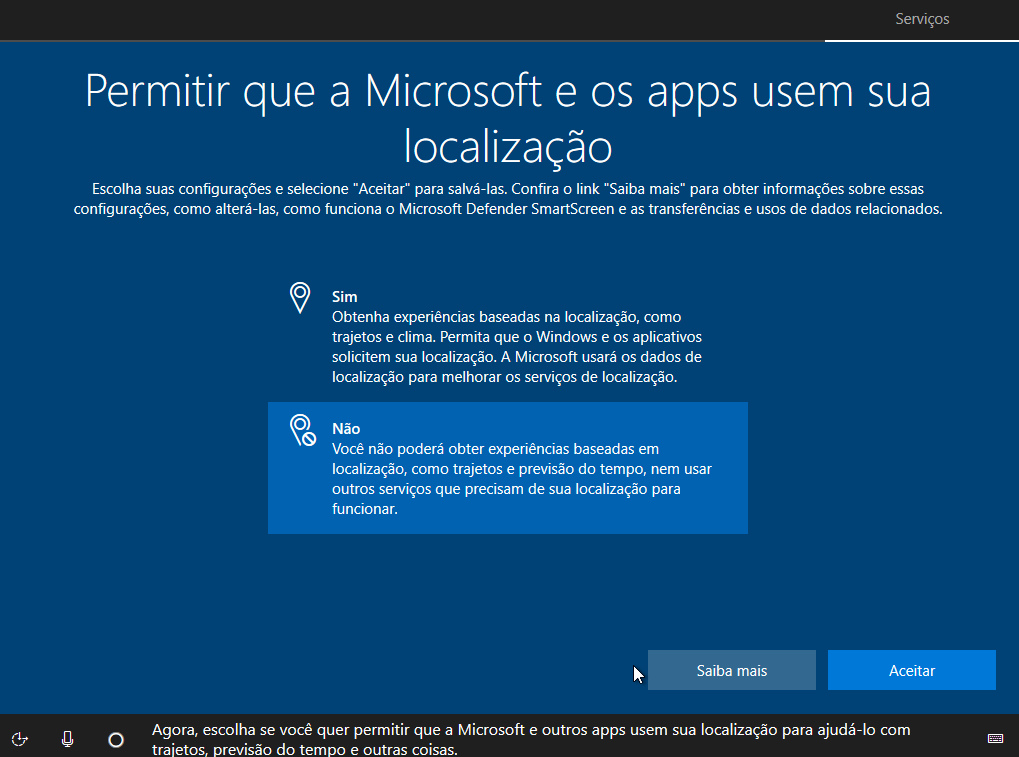 Serviços
Permitir que a Microsoft e os apps usem sua
localização
Escolha suas configurações e selecione "Aceitar" para salvá-las. Confira o link "Saiba mais" para obter informações sobre essas
configurações, como alterá-las, como funciona o Microsoft Defender SmartScreen e as transferências e usos de dados relacionados.
Sim
Obtenha experiências baseadas na localização, como
trajetos e clima. Permita que o Windows e os aplicativos
solicitem sua localização. A Microsoft usará os dados de
localização para melhorar os serviços de localização.
Não
Você não poderá obter experiências baseadas em
localização, como trajetos e previsão do tempo, nem usar
outros serviços que precisam de sua localização para
funcionar.
Saiba mais
Aceitar
Agora, escolha se você quer permitir que a Microsoft e outros apps usem sua localização para ajudá-lo com
trajetos, previsão do tempo e outras coisas.